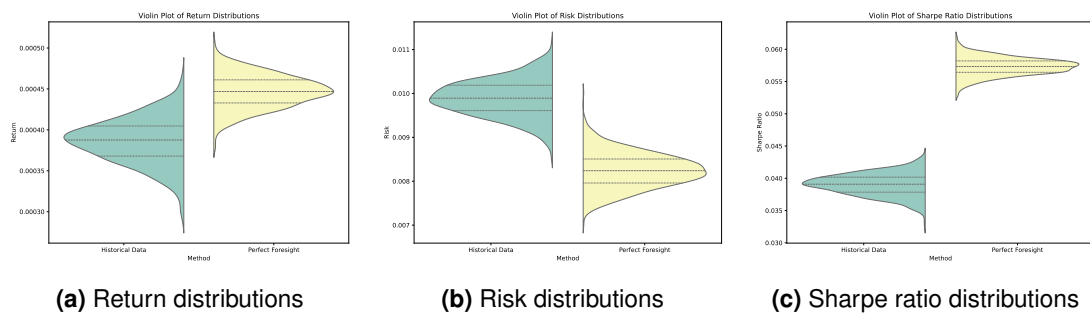 Violin Plot of Return Distributions
0.00050
0.00045
0.00040
0.00035
0.00030
Return
Historical Data
Perfect Foresight
Method
(a) Return distributions
Violin Plot of Risk Distributions
0.011
0.010
0.009
0.008
0.007
Risk
Historical Data
Perfect Foresight
Method
(b) Risk distributions
Violin Plot of Sharpe Ratio Distributions
0.060
0.055
0.050
0.045
0.040
0.035
0.030
Sharpe Ratio
Historical Data
Perfect Foresight
Method
(c) Sharpe ratio distributions